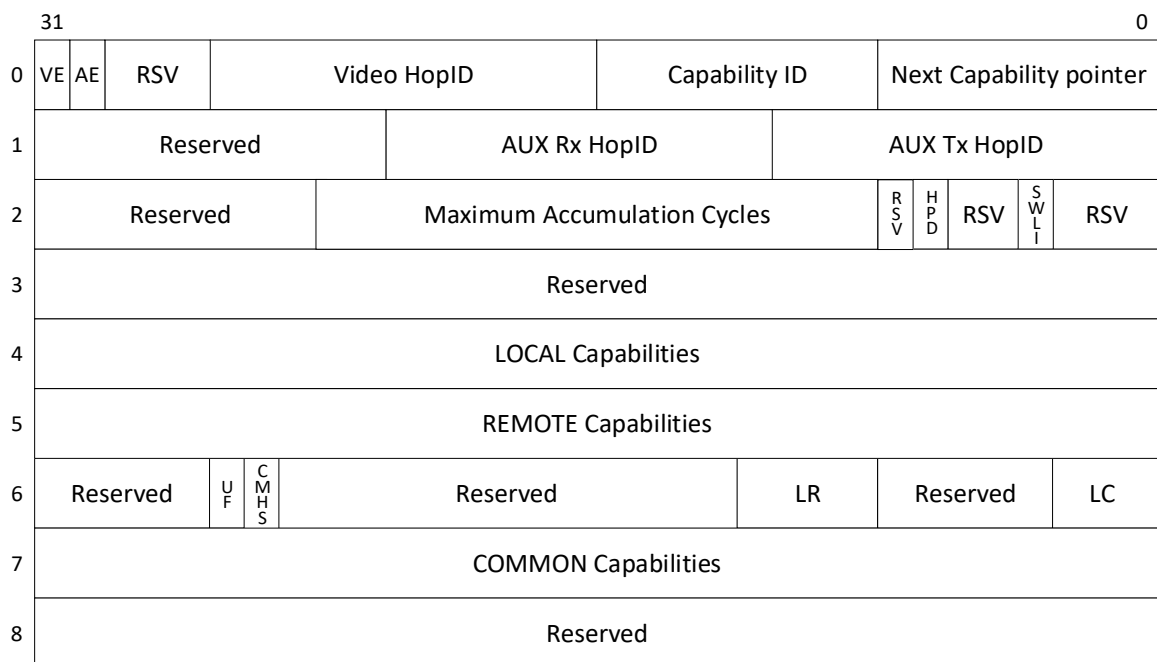 31 0
0 VE AE RSV Video HopID Capability ID Next Capability pointer
1 Reserved AUX Rx HopID AUX Tx HopID
2 Reserved Maximum Accumulation Cycles RSV HPD RSV SWLI RSV
3 Reserved
4 LOCAL Capabilities
5 REMOTE Capabilities
6 Reserved UF CMHS Reserved LR Reserved LC
7 COMMON Capabilities
8 Reserved